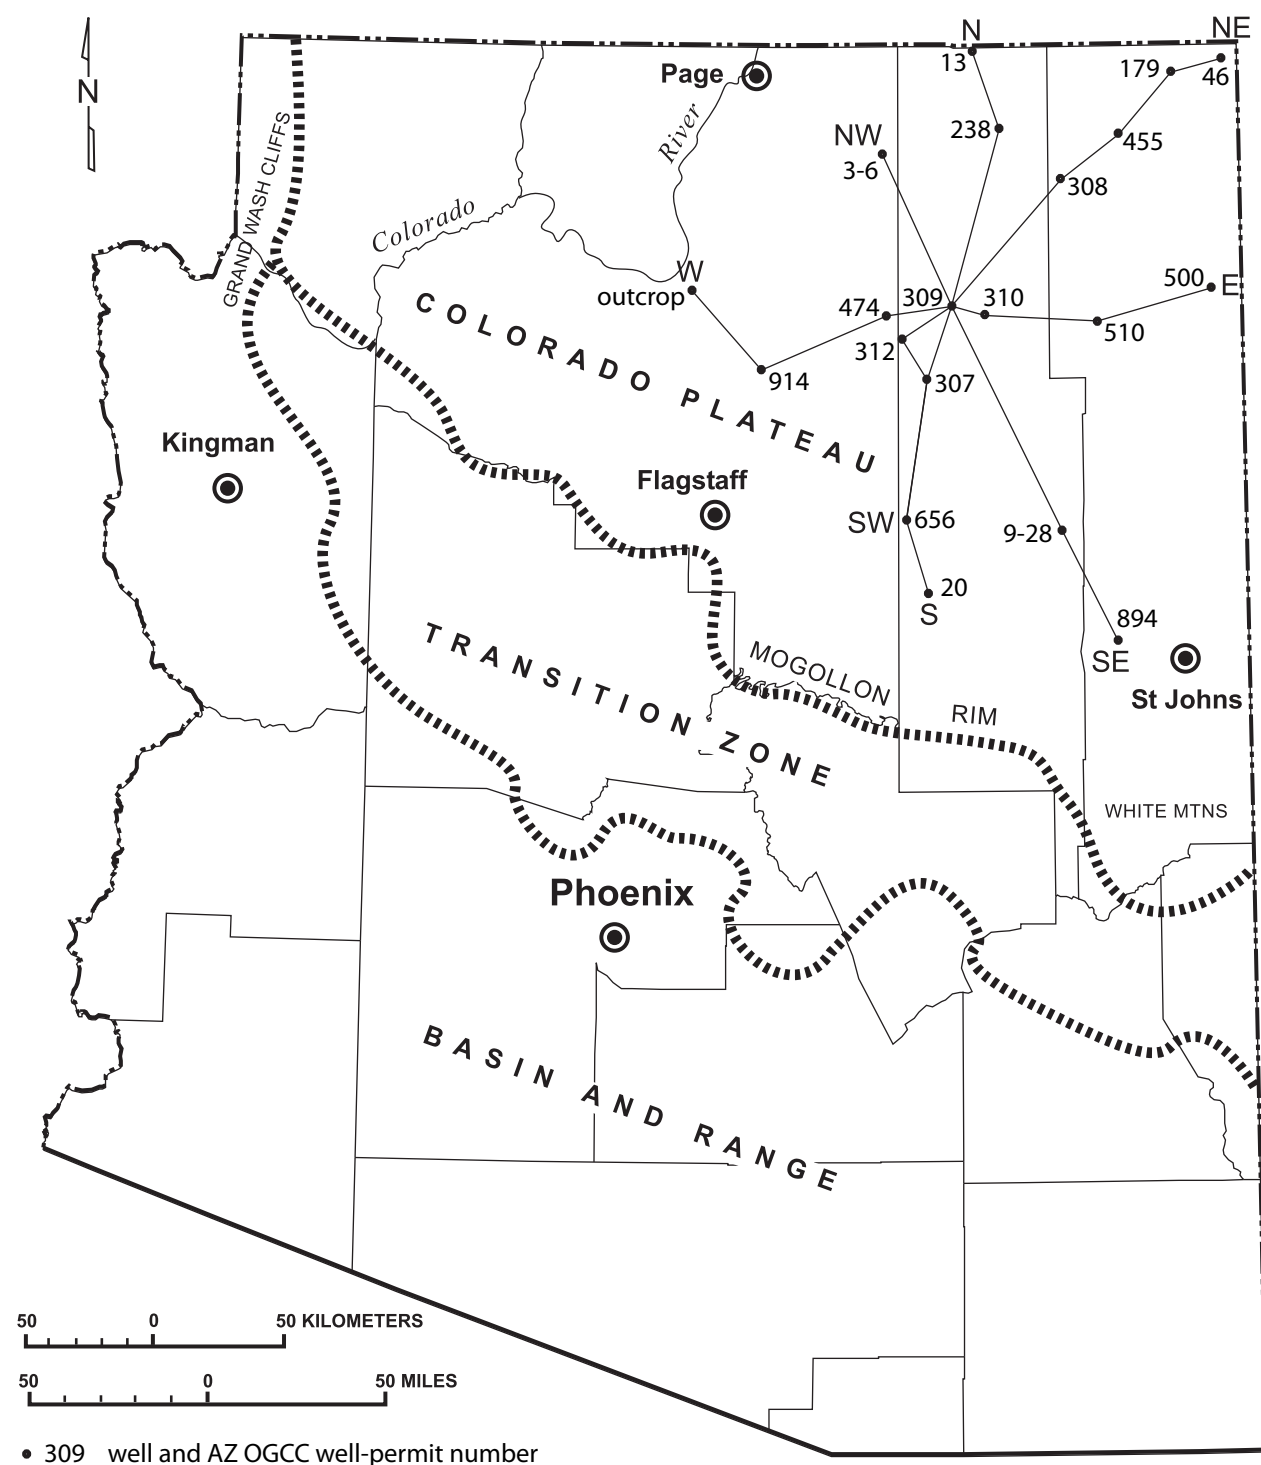 N
NE
13
179
46
Page
N
238
455
River
NW
3-6
308
GRAND WASH CLIFFS
Colorado
W
outcrop
500
E
474
309
310
510
312
914
307
COLORADO PLATEAU
Kingman
Flagstaff
SW
656
9-28
20
S
894
SE
TRANSITION ZONE
MOGOLLON
RIM
St Johns
WHITE MTNS
Phoenix
BASIN AND RANGE
50 0 50 KILOMETERS
50 0 50 MILES
309 well and AZ OGCC well-permit number